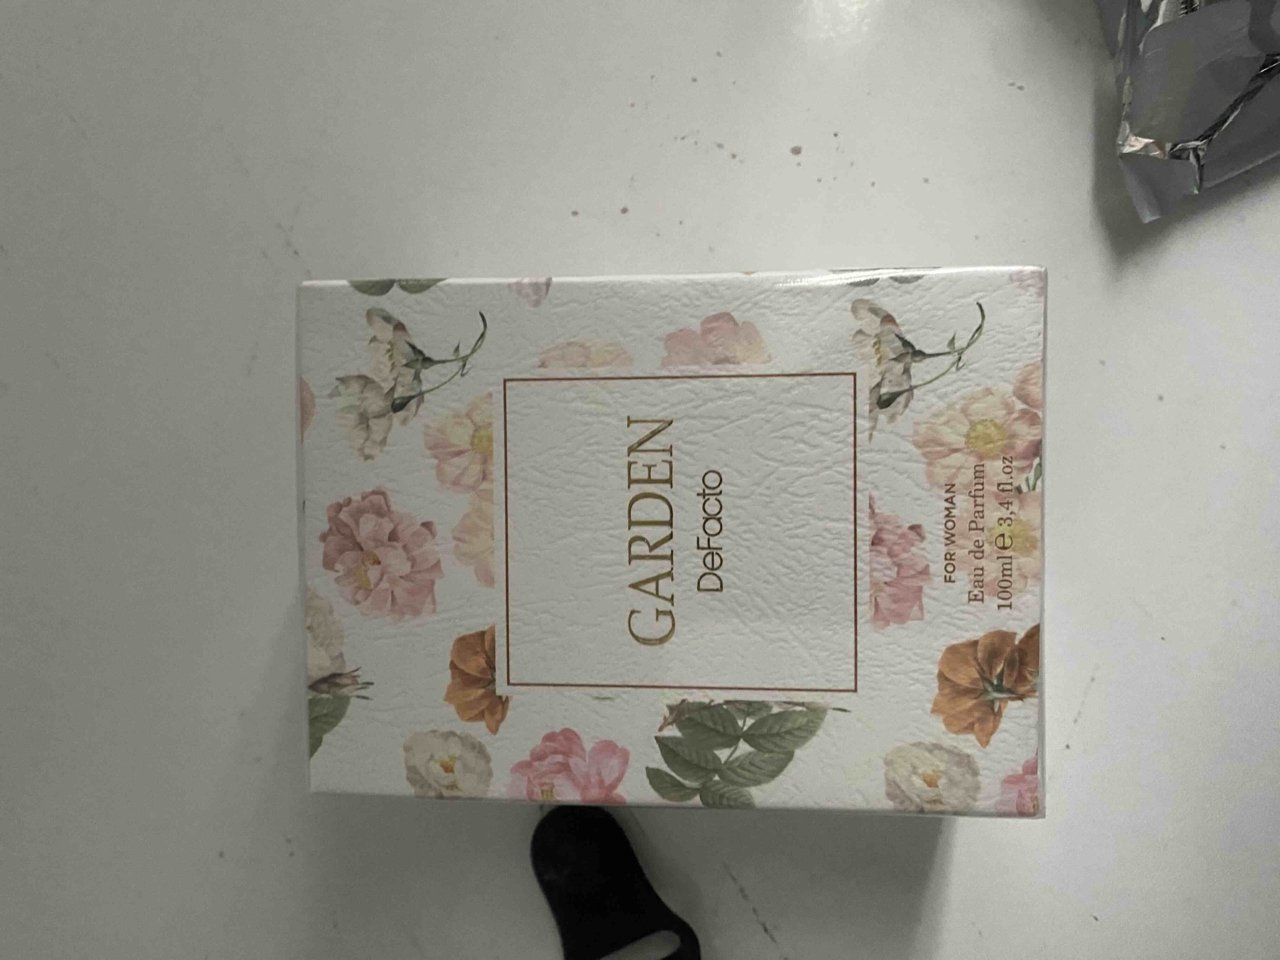 GARDEN
DeFacto
FOR WOMAN
Eau de Parfum
100ml ℮ 3,4 fl.oz